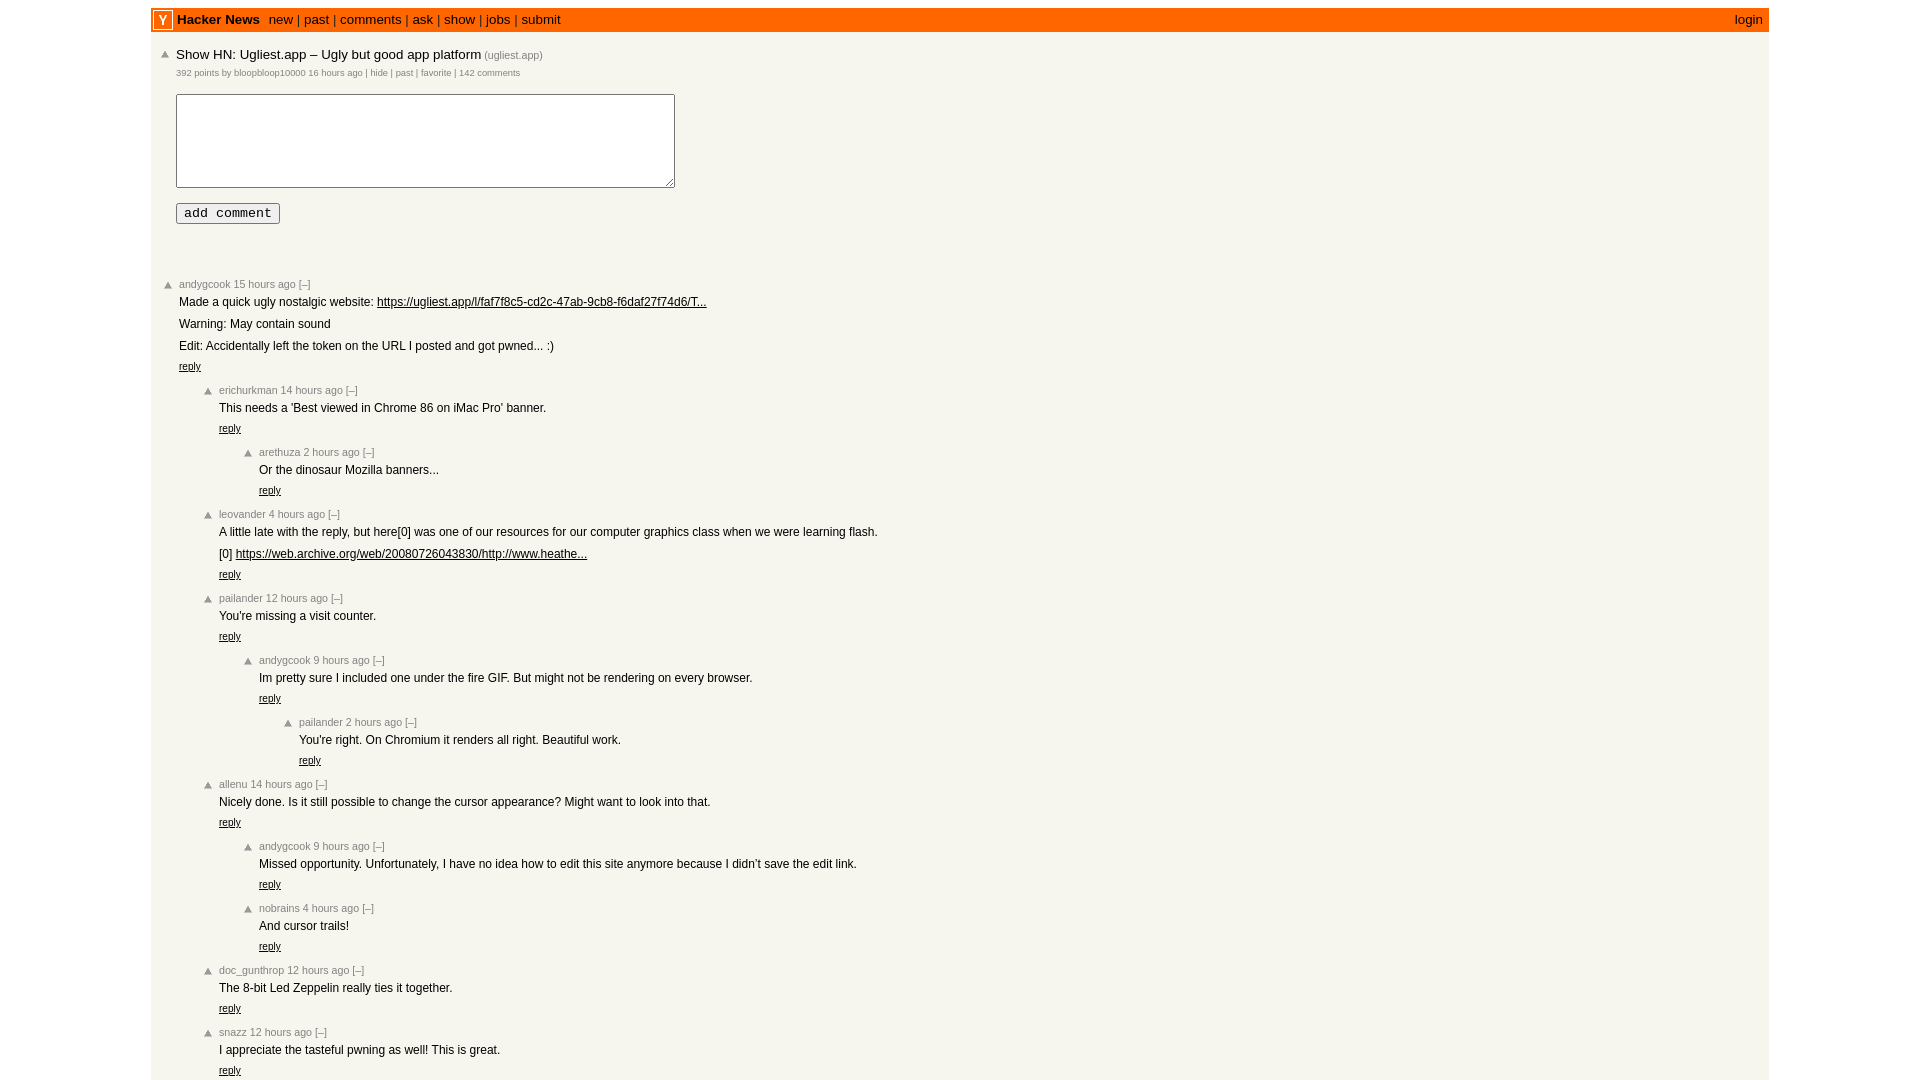 Y Hacker News new | past | comments | ask | show | jobs | submit login
Show HN: Ugliest.app – Ugly but good app platform (ugliest.app)
392 points by bloopbloop10000 16 hours ago | hide | past | favorite | 142 comments
add comment
andygcook 15 hours ago [–]
Made a quick ugly nostalgic website: https://ugliest.app/l/faf7f8c5-cd2c-47ab-9cb8-f6daf27f74d6/T...
Warning: May contain sound
Edit: Accidentally left the token on the URL I posted and got pwned... :)
reply
erichurkman 14 hours ago [–]
This needs a 'Best viewed in Chrome 86 on iMac Pro' banner.
reply
arethuza 2 hours ago [–]
Or the dinosaur Mozilla banners...
reply
leovander 4 hours ago [–]
A little late with the reply, but here[0] was one of our resources for our computer graphics class when we were learning flash.
[0] https://web.archive.org/web/20080726043830/http://www.heathe...
reply
pailander 12 hours ago [–]
You're missing a visit counter.
reply
andygcook 9 hours ago [–]
Im pretty sure I included one under the fire GIF. But might not be rendering on every browser.
reply
pailander 2 hours ago [–]
You're right. On Chromium it renders all right. Beautiful work.
reply
allenu 14 hours ago [–]
Nicely done. Is it still possible to change the cursor appearance? Might want to look into that.
reply
andygcook 9 hours ago [–]
Missed opportunity. Unfortunately, I have no idea how to edit this site anymore because I didn’t save the edit link.
reply
nobrains 4 hours ago [–]
And cursor trails!
reply
doc_gunthrop 12 hours ago [–]
The 8-bit Led Zeppelin really ties it together.
reply
snazz 12 hours ago [–]
I appreciate the tasteful pwning as well! This is great.
reply